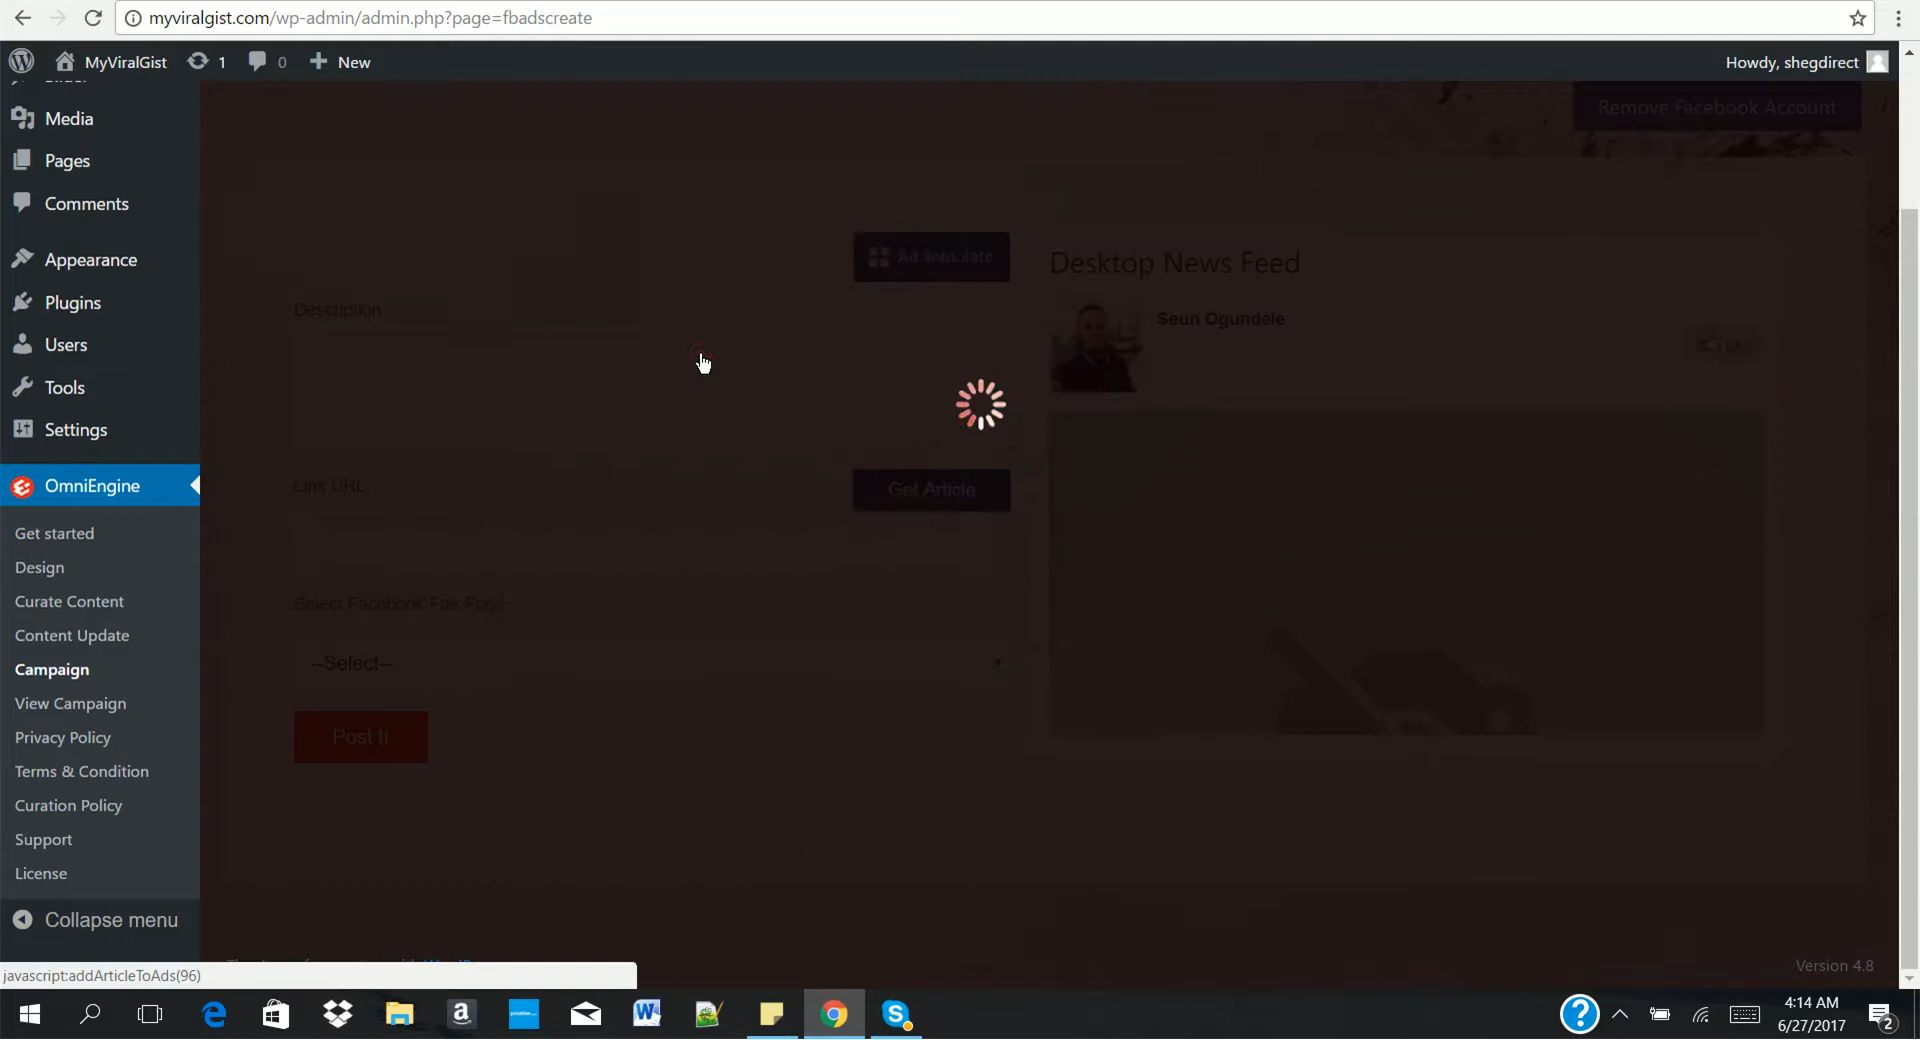 myviralgist.com/wp-admin/admin.php?page=fbadscreate
MyViralGist 1 0 New
Howdy, shegdirect
Media
Pages
Comments
Appearance
Plugins
Users
Tools
Settings
OmniEngine
Get started
Design
Curate Content
Content Update
Campaign
View Campaign
Privacy Policy
Terms & Condition
Curation Policy
Support
License
Collapse menu
Remove Facebook Account
Ad
Description
Link URL
Get Article
Select Facebook
--Select--
Post It
Desktop News Feed
Seun Ogundele
Version 4.8
javascript:addArticleToAds(96)
4:14 AM
6/27/2017
2